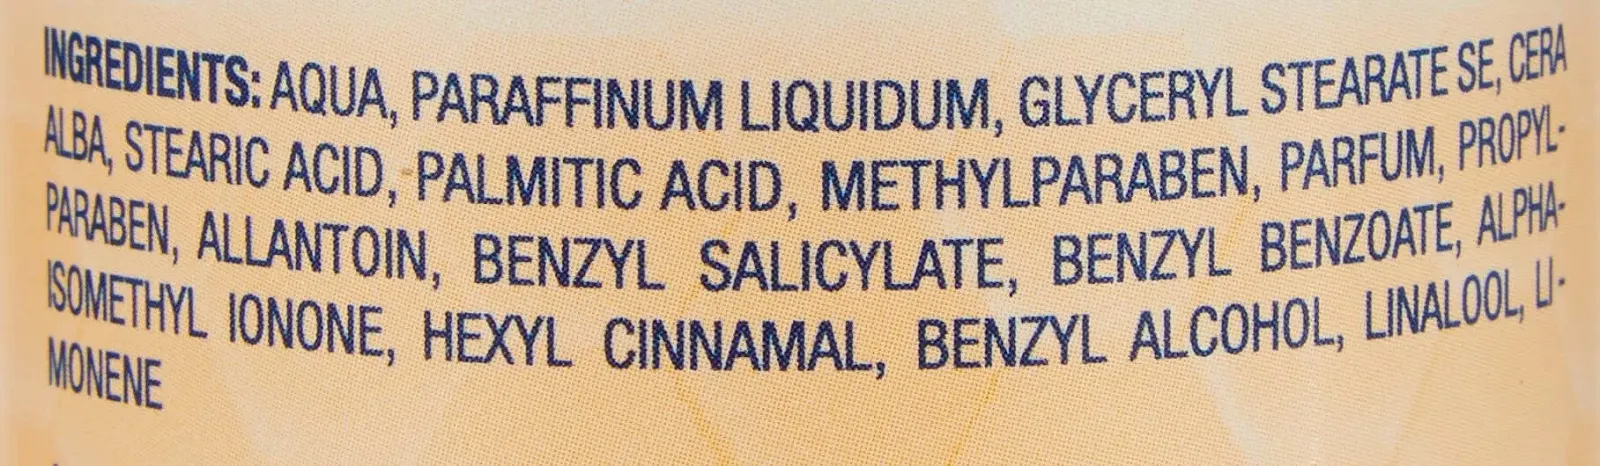 INGREDIENTS: AQUA, PARAFFINUM LIQUIDUM, GLYCERYL STEARATE SE, CERA
ALBA, STEARIC ACID, PALMITIC ACID, METHYLPARABEN, PARFUM, PROPYL-
PARABEN, ALLANTOIN, BENZYL SALICYLATE, BENZYL BENZOATE, ALPHA-
ISOMETHYL IONONE, HEXYL CINNAMAL, BENZYL ALCOHOL, LINALOOL, LI-
MONENE